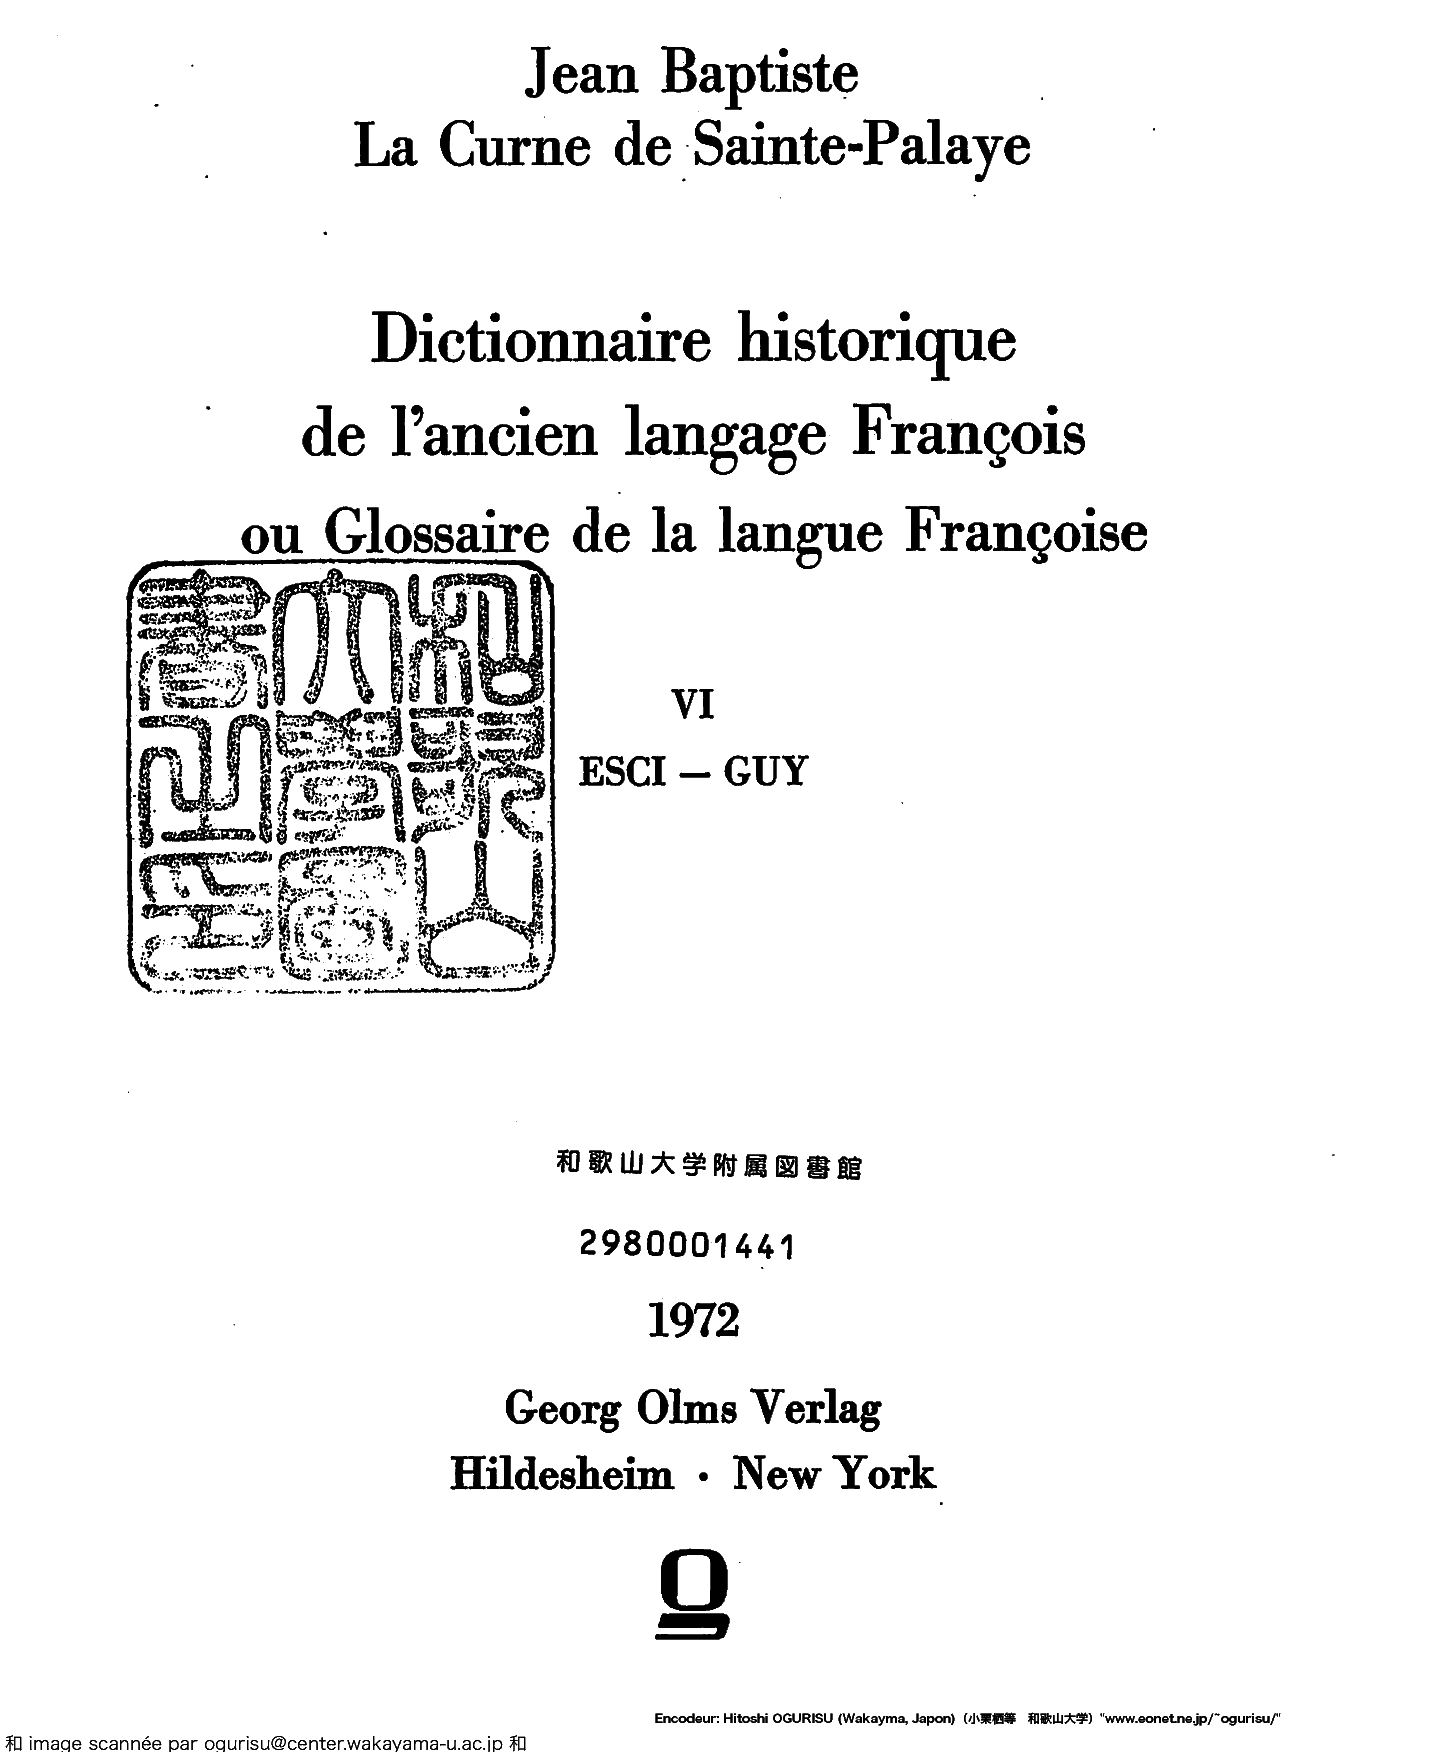 Jean Baptiste
La Curne de Sainte-Palaye
Dictionnaire historique
de l'ancien langage François
ou Glossaire de la langue Françoise
VI
ESCI — GUY
和歌山大学附属図書館
2980001441
1972
Georg Olms Verlag
Hildesheim · New York
Encodeur: Hitoshi OGURISU (Wakayma, Japon) (小栗栖等 和歌山大学) "www.eonet.ne.jp/~ogurisu/"
和 image scannée par ogurisu@center.wakayama-u.ac.jp 和